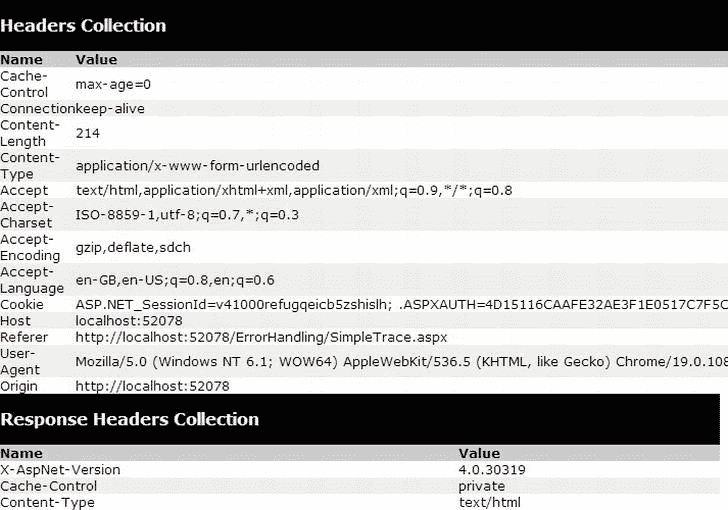 Headers Collection
Name Value
Cache-
Control max-age=0
Connection keep-alive
Content-
Length 214
Content-
Type application/x-www-form-urlencoded
Accept text/html,application/xhtml+xml,application/xml;q=0.9,*/*;q=0.8
Accept-
Charset ISO-8859-1,utf-8;q=0.7,*;q=0.3
Accept-
Encoding gzip,deflate,sdch
Accept-
Language en-GB,en-US;q=0.8,en;q=0.6
Cookie ASP.NET_SessionId=v41000refugqeicb5zshislh; .ASPXAUTH=4D15116CAAFE32AE3F1E0517C7F5C
Host localhost:52078
Referer http://localhost:52078/ErrorHandling/SimpleTrace.aspx
User-
Agent Mozilla/5.0 (Windows NT 6.1; WOW64) AppleWebKit/536.5 (KHTML, like Gecko) Chrome/19.0.108
Origin http://localhost:52078
Response Headers Collection
Name Value
X-AspNet-Version 4.0.30319
Cache-Control private
Content-Type text/html